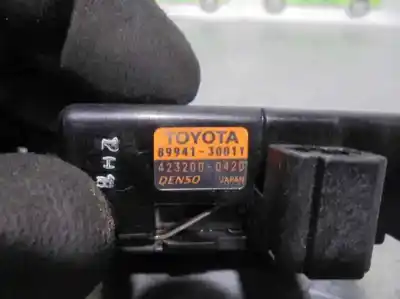 TOYOTA
89941-30011
423200-0420
DENSO JAPAN